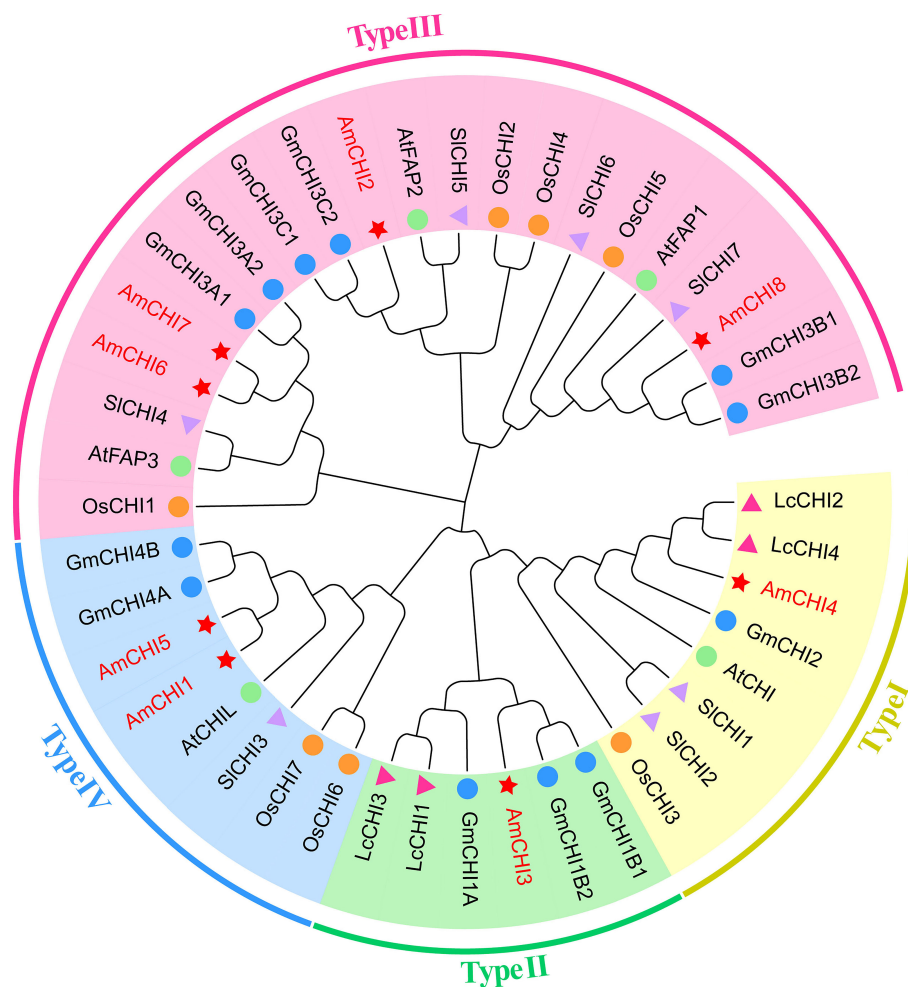 TypeIII
OsCHI1
AtFAP3
SlCHI4
AmCHI6
AmCHI7
GmCHI3A1
GmCHI3A2
GmCHI3C1
GmCHI3C2
AmCHI2
AtFAP2
SlCHI5
OsCHI2
OsCHI4
SlCHI6
OsCHI5
AtFAP1
SlCHI7
AmCHI8
GmCHI3B1
GmCHI3B2
LcCHI2
LcCHI4
AmCHI4
GmCHI2
AtCHI
SlCHI1
SlCHI2
OsCHI3
TypeI
GmCHI1B1
GmCHI1B2
AmCHI3
GmCHI1A
LcCHI1
LcCHI3
TypeII
OsCHI6
OsCHI7
SlCHI3
AtCHIL
AmCHI1
AmCHI5
GmCHI4A
GmCHI4B
TypeIV